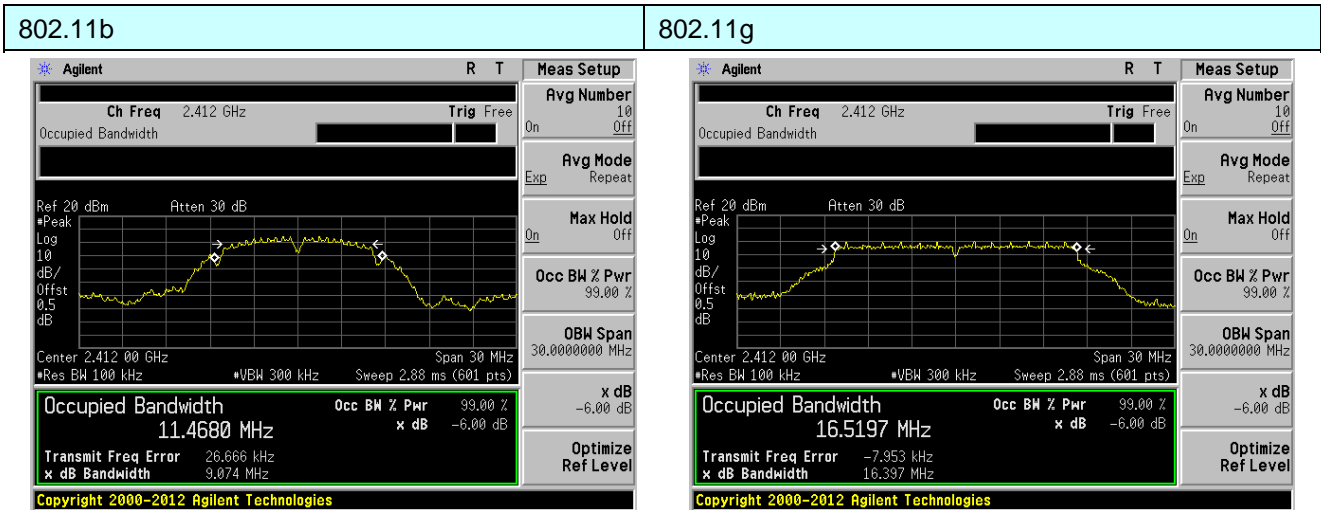 802.11b
802.11g
Agilent
R T
Ch Freq 2.412 GHz
Trig Free
Occupied Bandwidth
Ref 20 dBm
Atten 30 dB
#Peak
Log
10
dB/
Offst
0.5
dB
Center 2.412 00 GHz
Span 30 MHz
#Res BW 100 kHz
#VBW 300 kHz
Sweep 2.88 ms (601 pts)
Occupied Bandwidth
11.4680 MHz
Occ BW % Pwr 99.00 %
x dB -6.00 dB
Transmit Freq Error 26.666 kHz
x dB Bandwidth 9.074 MHz
Copyright 2000-2012 Agilent Technologies
Meas Setup
Avg Number
10
On Off
Avg Mode
Exp Repeat
Max Hold
On Off
Occ BW % Pwr
99.00 %
OBW Span
30.0000000 MHz
x dB
-6.00 dB
Optimize
Ref Level
Agilent
R T
Ch Freq 2.412 GHz
Trig Free
Occupied Bandwidth
Ref 20 dBm
Atten 30 dB
#Peak
Log
10
dB/
Offst
0.5
dB
Center 2.412 00 GHz
Span 30 MHz
#Res BW 100 kHz
#VBW 300 kHz
Sweep 2.88 ms (601 pts)
Occupied Bandwidth
16.5197 MHz
Occ BW % Pwr 99.00 %
x dB -6.00 dB
Transmit Freq Error -7.953 kHz
x dB Bandwidth 16.397 MHz
Copyright 2000-2012 Agilent Technologies
Meas Setup
Avg Number
10
On Off
Avg Mode
Exp Repeat
Max Hold
On Off
Occ BW % Pwr
99.00 %
OBW Span
30.0000000 MHz
x dB
-6.00 dB
Optimize
Ref Level